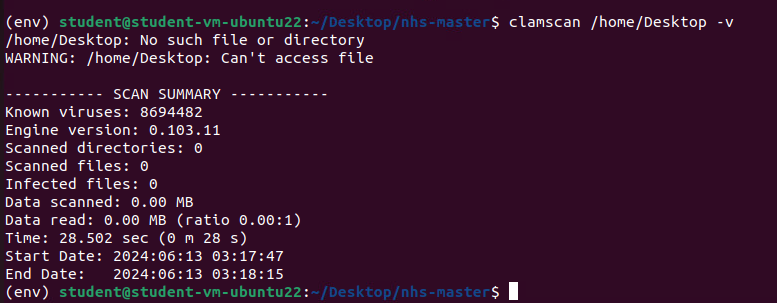 (env) student@student-vm-ubuntu22:~/Desktop/nhs-master$ clamscan /home/Desktop -v
/home/Desktop: No such file or directory
WARNING: /home/Desktop: Can't access file

----------- SCAN SUMMARY -----------
Known viruses: 8694482
Engine version: 0.103.11
Scanned directories: 0
Scanned files: 0
Infected files: 0
Data scanned: 0.00 MB
Data read: 0.00 MB (ratio 0.00:1)
Time: 28.502 sec (0 m 28 s)
Start Date: 2024:06:13 03:17:47
End Date:   2024:06:13 03:18:15
(env) student@student-vm-ubuntu22:~/Desktop/nhs-master$